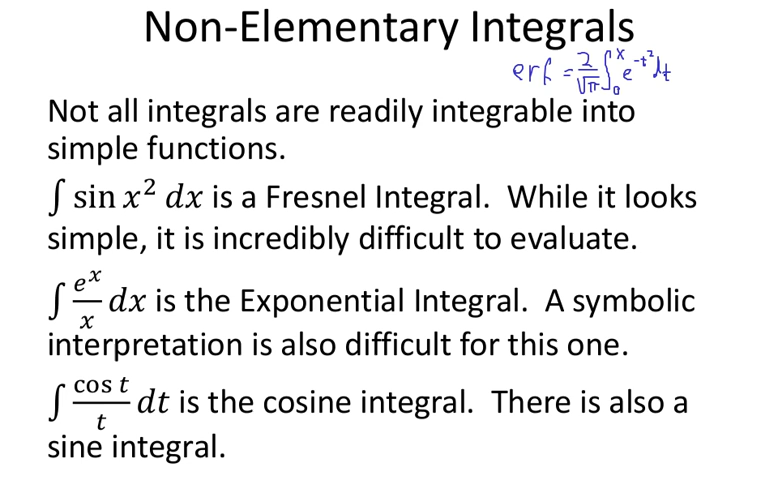 Non-Elementary Integrals
erf = 2/√π ∫₀ˣ e^(-t²) dt
Not all integrals are readily integrable into
simple functions.
∫ sin x² dx is a Fresnel Integral. While it looks
simple, it is incredibly difficult to evaluate.
∫ eˣ/x dx is the Exponential Integral. A symbolic
interpretation is also difficult for this one.
∫ cos t/t dt is the cosine integral. There is also a
sine integral.